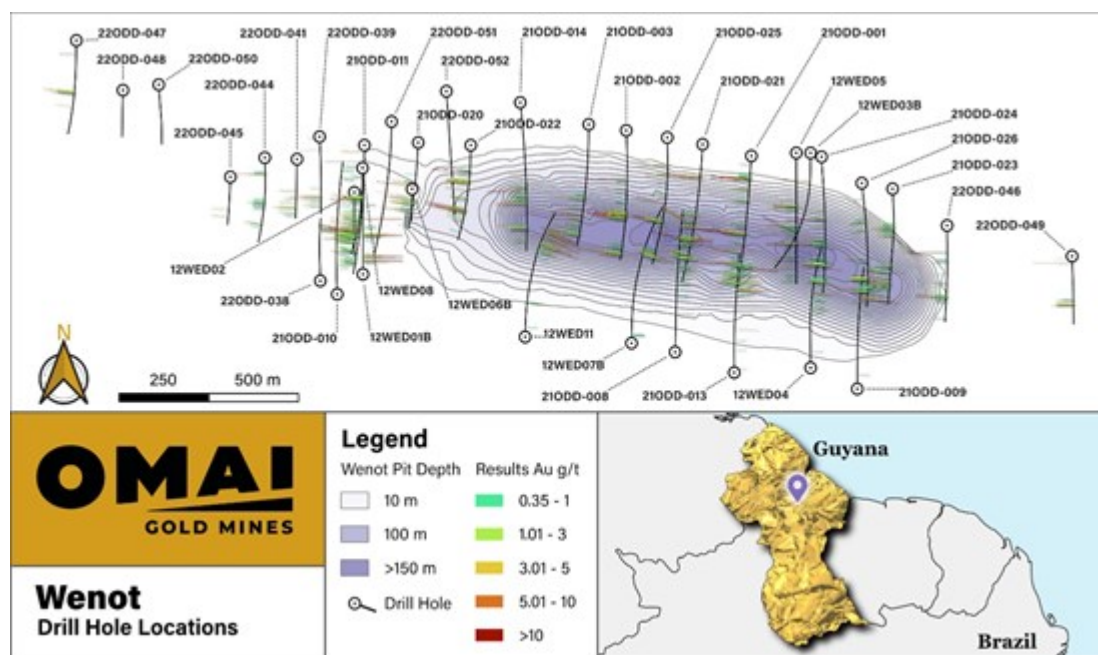 22ODD-047
22ODD-041
22ODD-039
22ODD-051
21ODD-014
21ODD-003
21ODD-025
21ODD-001
22ODD-048
22ODD-050
21ODD-011
22ODD-052
21ODD-002
21ODD-021
12WED05
22ODD-044
12WED03B
21ODD-020
21ODD-024
22ODD-045
21ODD-022
21ODD-026
21ODD-023
22ODD-046
22ODD-049
12WED02
22ODD-038
12WED08
12WED06B
21ODD-010
12WED01B
12WED11
12WED07B
21ODD-008
21ODD-013
12WED04
21ODD-009
N
250
500 m
OMAI
GOLD MINES
Wenot
Drill Hole Locations
Legend
Wenot Pit Depth
Results Au g/t
10 m
0.35 - 1
100 m
1.01 - 3
>150 m
3.01 - 5
Drill Hole
5.01 - 10
>10
Guyana
Brazil